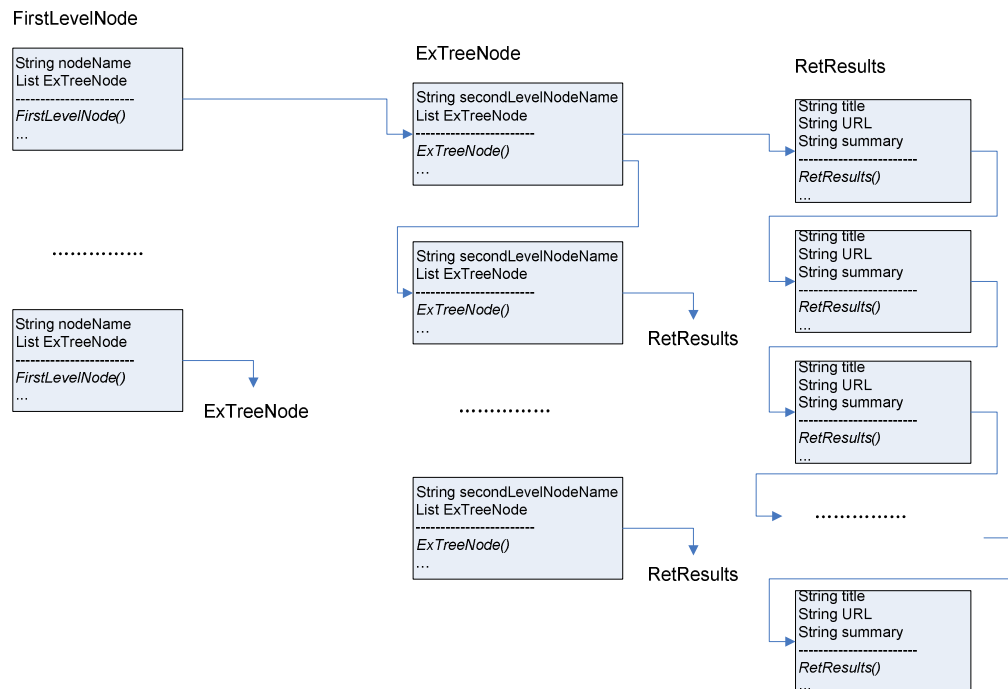 FirstLevelNode
String nodeName
List ExTreeNode
------------------------
FirstLevelNode()
...
……………
String nodeName
List ExTreeNode
------------------------
FirstLevelNode()
...
ExTreeNode
ExTreeNode
String secondLevelNodeName
List ExTreeNode
------------------------
ExTreeNode()
...
String secondLevelNodeName
List ExTreeNode
------------------------
ExTreeNode()
...
RetResults
……………
String secondLevelNodeName
List ExTreeNode
------------------------
ExTreeNode()
...
RetResults
RetResults
String title
String URL
String summary
------------------------
RetResults()
...
String title
String URL
String summary
------------------------
RetResults()
...
String title
String URL
String summary
------------------------
RetResults()
...
……………
String title
String URL
String summary
------------------------
RetResults()
...